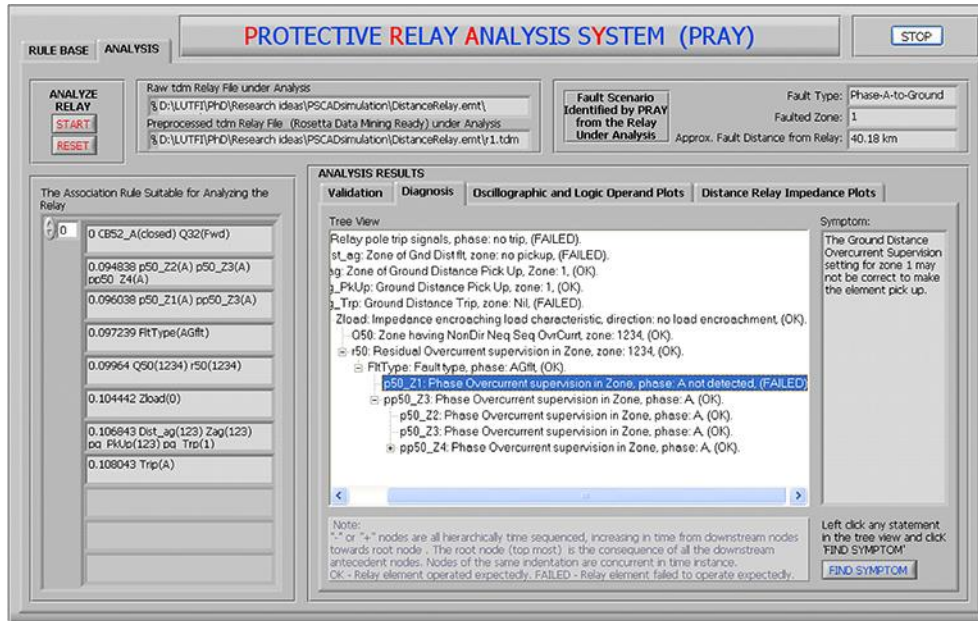 PROTECTIVE RELAY ANALYSIS SYSTEM (PRAY)
STOP
RULE BASE
ANALYSIS
ANALYZE
RELAY
START
RESET
Raw tdm Relay File under Analysis
D:\LUTFI\PhD\Research ideas\PSCADsimulation\DistanceRelay.emt\
Preprocessed tdm Relay File (Rosetta Data Mining Ready) under Analysis
D:\LUTFI\PhD\Research ideas\PSCADsimulation\DistanceRelay.emt\r1.tdm
Fault Scenario
Identified by PRAY
from the Relay
Under Analysis
Fault Type: Phase-A-to-Ground
Faulted Zone: 1
Approx. Fault Distance from Relay: 40.18 km
The Association Rule Suitable for Analyzing the
Relay
0
0 CB52_A(closed) Q32(Fwd)
0.094838 p50_Z2(A) p50_Z3(A)
pp50_Z4(A)
0.096038 p50_Z1(A) pp50_Z3(A)
0.097239 FltType(AGflt)
0.09964 Q50(1234) r50(1234)
0.104442 Zload(0)
0.106843 Dist_ag(123) Zag(123)
pg_PkUp(123) pg_Trp(1)
0.108043 Trip(A)
ANALYSIS RESULTS
Validation
Diagnosis
Oscillographic and Logic Operand Plots
Distance Relay Impedance Plots
Tree View
Relay pole trip signals, phase: no trip, (FAILED).
st_ag: Zone of Gnd Dist flt, zone: no pickup, (FAILED).
ag: Zone of Ground Distance Pick Up, Zone: 1, (OK).
g_PkUp: Ground Distance Pick Up, zone: 1, (OK).
g_Trp: Ground Distance Trip, zone: Nil, (FAILED).
Zload: Impedance encroaching load characteristic, direction: no load encroachment, (OK).
Q50: Zone having NonDir Neq Seq OvrCurrt, zone: 1234, (OK).
r50: Residual Overcurrent supervision in Zone, zone: 1234, (OK).
FltType: Fault type, phase: AGflt, (OK).
p50_Z1: Phase Overcurrent supervision in Zone, phase: A not detected, (FAILED)
pp50_Z3: Phase Overcurrent supervision in Zone, phase: A, (OK).
p50_Z2: Phase Overcurrent supervision in Zone, phase: A, (OK).
p50_Z3: Phase Overcurrent supervision in Zone, phase: A, (OK).
pp50_Z4: Phase Overcurrent supervision in Zone, phase: A, (OK).
Symptom:
The Ground Distance
Overcurrent Supervision
setting for zone 1 may
not be correct to make
the element pick up.
Note:
"-" or "+" nodes are all hierarchically time sequenced, increasing in time from downstream nodes
towards root node . The root node (top most) is the consequence of all the downstream
antecedent nodes. Nodes of the same indentation are concurrent in time instance.
OK - Relay element operated expectedly. FAILED - Relay element failed to operate expectedly.
Left click any statement
in the tree view and click
'FIND SYMPTOM'
FIND SYMPTOM